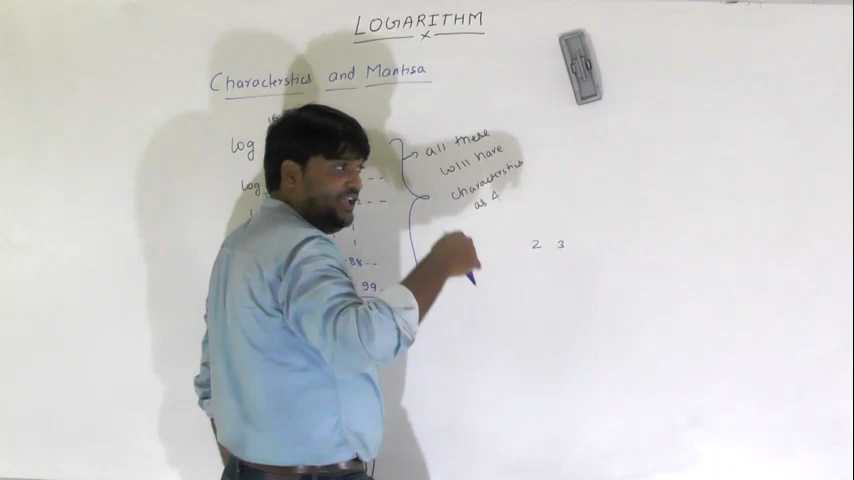 LOGARITHM
x
Characterstics and Mantisa
log
all these
will have
characterstics
as 4
log
2 3
88--
99.